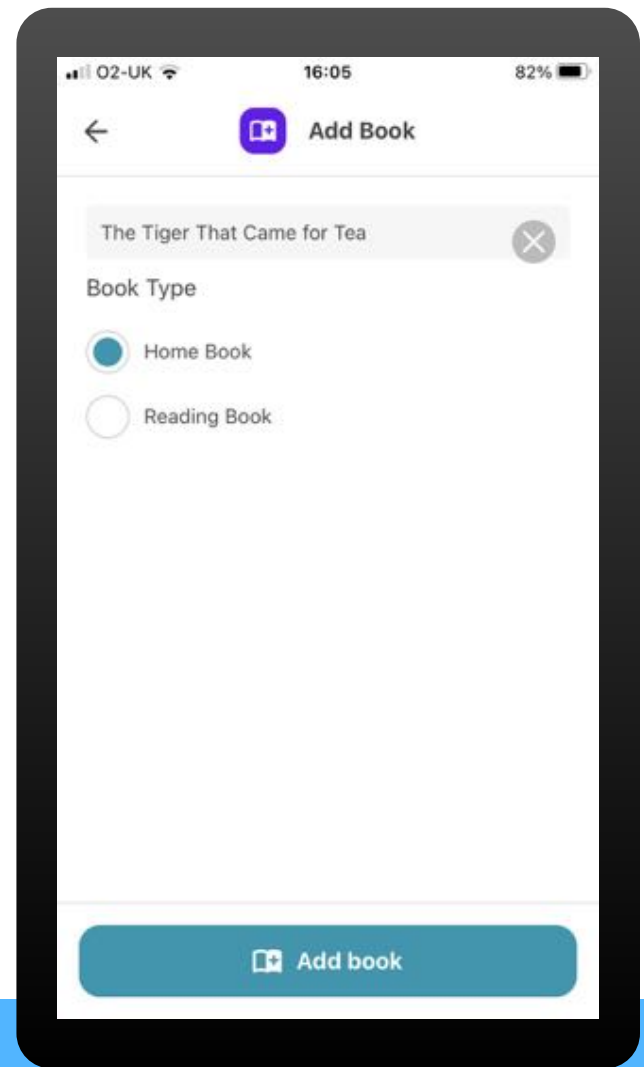 O2-UK 16:05 82%
Add Book
The Tiger That Came for Tea
Book Type
Home Book
Reading Book
Add book